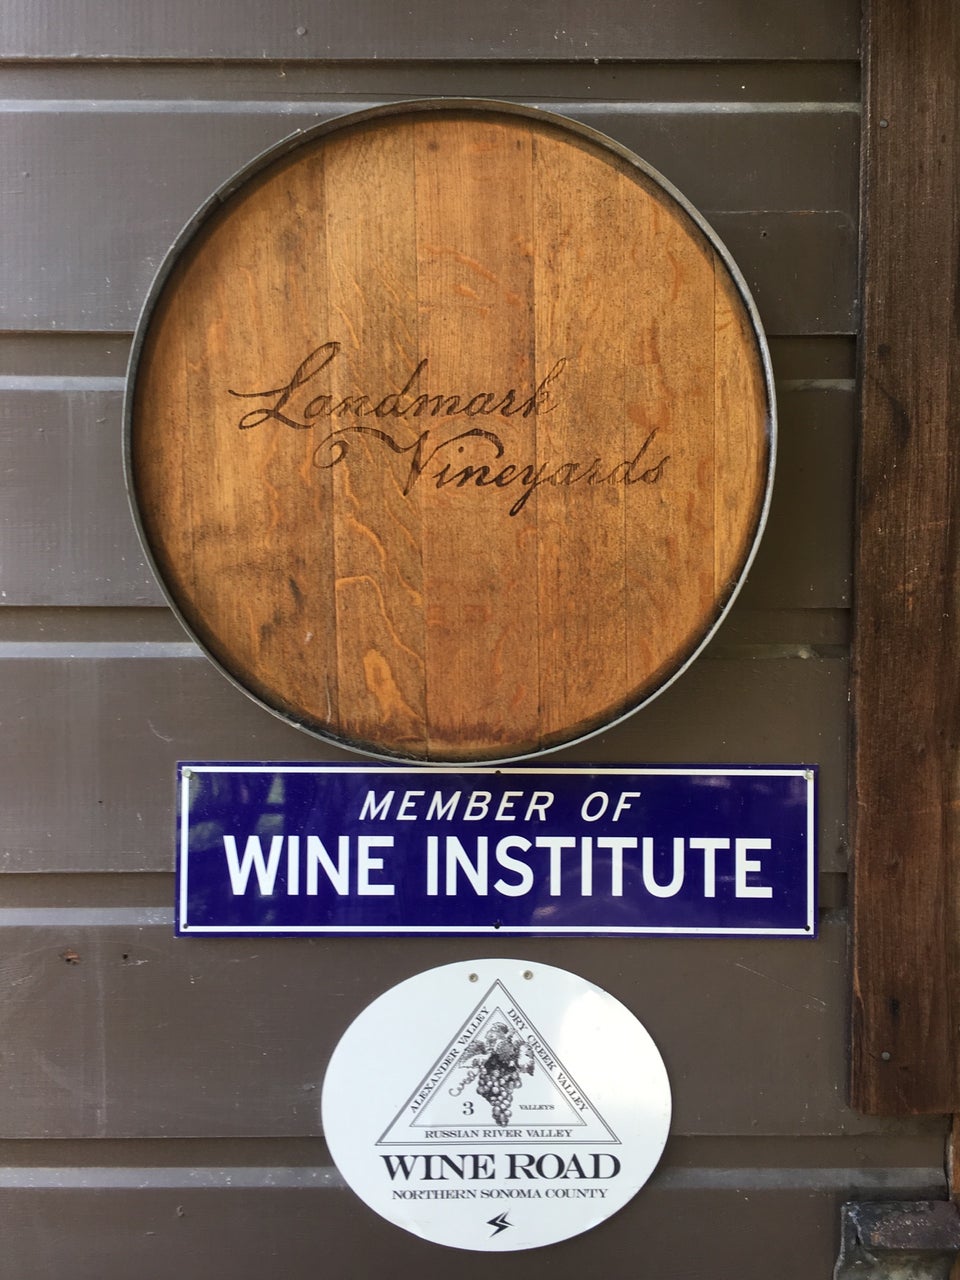 Landmark
Vineyards
MEMBER OF
WINE INSTITUTE
ALEXANDER VALLEY
DRY CREEK VALLEY
3 VALLEYS
RUSSIAN RIVER VALLEY
WINE ROAD
NORTHERN SONOMA COUNTY